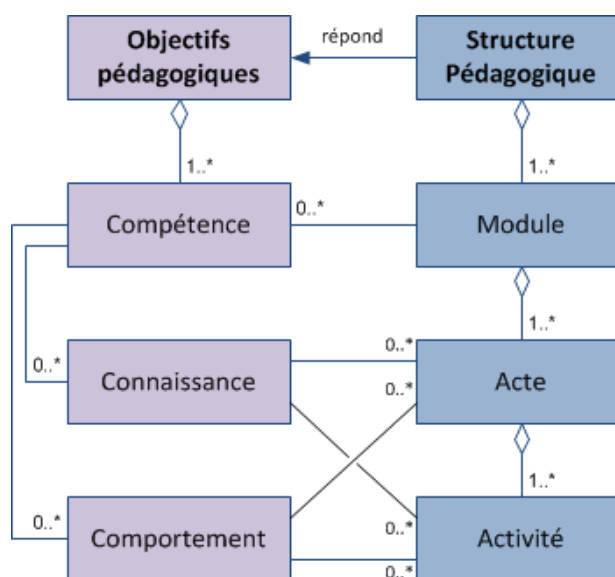 Objectifs
pédagogiques
répond
Structure
Pédagogique
1..*
1..*
Compétence
0..*
Module
0..*
1..*
Connaissance
0..*
0..*
Acte
1..*
0..*
Comportement
0..*
0..*
Activité